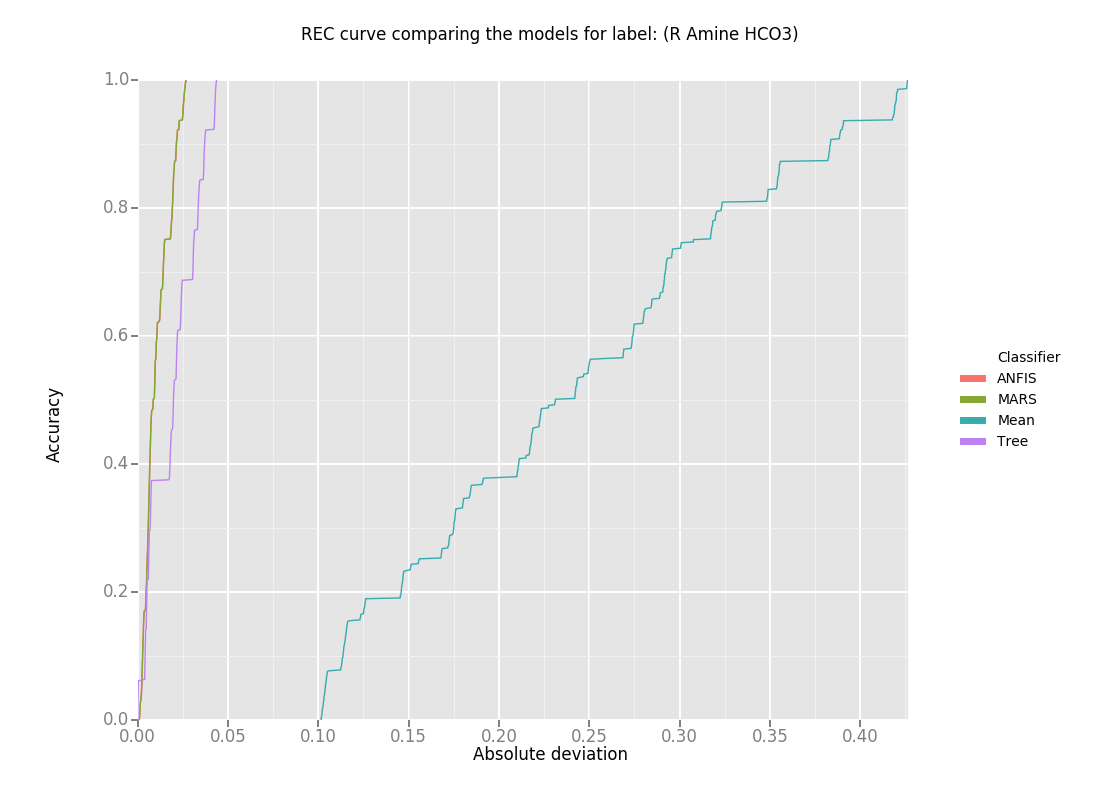 REC curve comparing the models for label: (R Amine HCO3)
1.0
0.8
0.6
0.4
0.2
0.0
Accuracy
0.00 0.05 0.10 0.15 0.20 0.25 0.30 0.35 0.40
Absolute deviation
Classifier
ANFIS
MARS
Mean
Tree